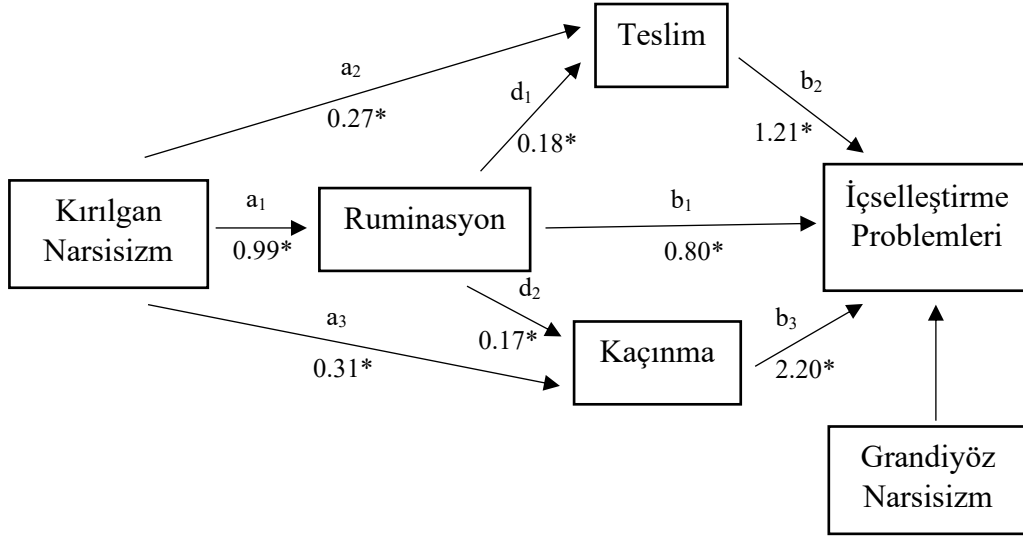 Teslim
a₂
0.27*
d₁
0.18*
b₂
1.21*
Kırılgan
Narsisizm
a₁
0.99*
Ruminasyon
b₁
0.80*
İçselleştirme
Problemleri
a₃
0.31*
d₂
0.17*
Kaçınma
b₃
2.20*
Grandiyöz
Narsisizm